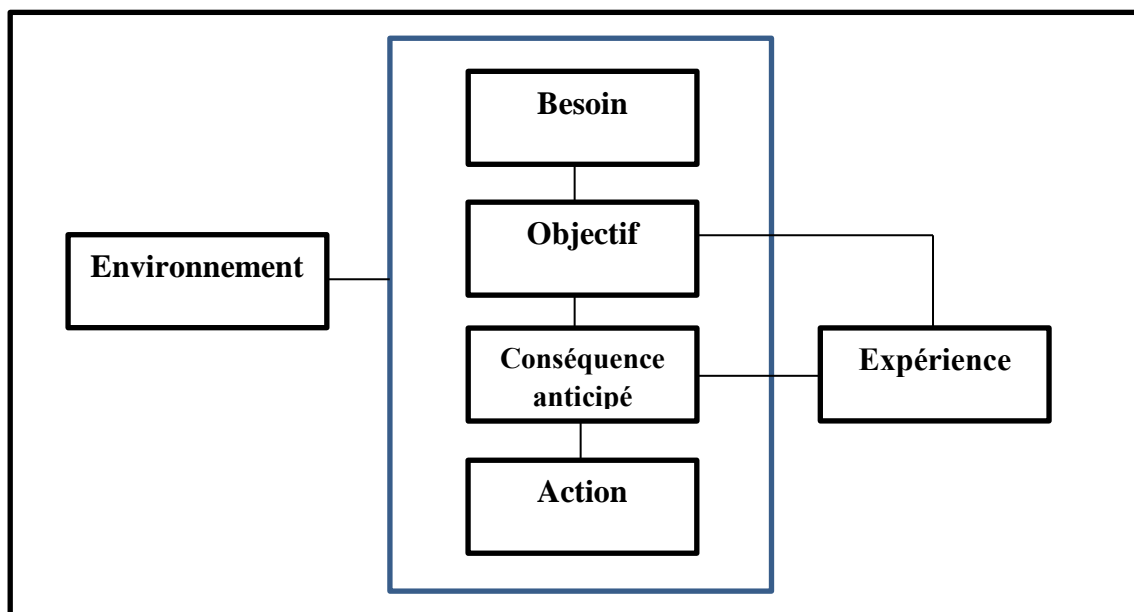 Besoin
Objectif
Environnement
Conséquence
anticipé
Expérience
Action